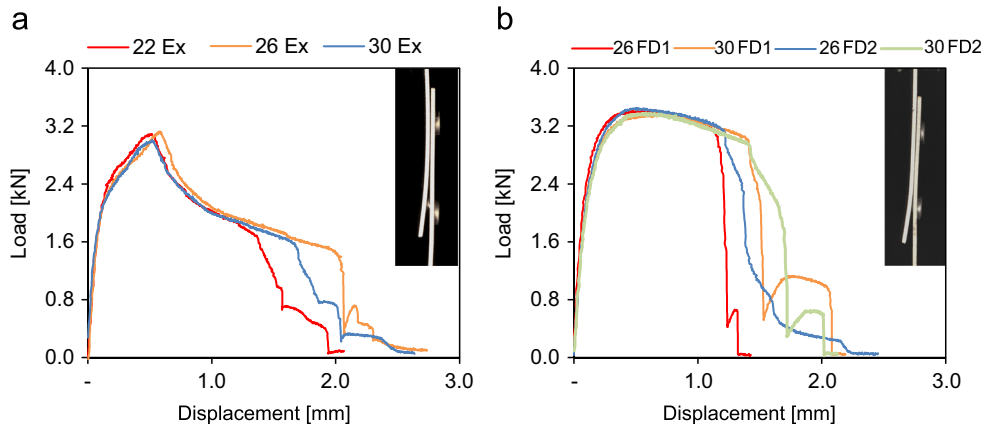 a
22 Ex 26 Ex 30 Ex
4.0
3.2
2.4
1.6
0.8
0.0
Load [kN]
- 1.0 2.0 3.0
Displacement [mm]
b
26 FD1 30 FD1 26 FD2 30 FD2
4.0
3.2
2.4
1.6
0.8
0.0
Load [kN]
- 1.0 2.0 3.0
Displacement [mm]